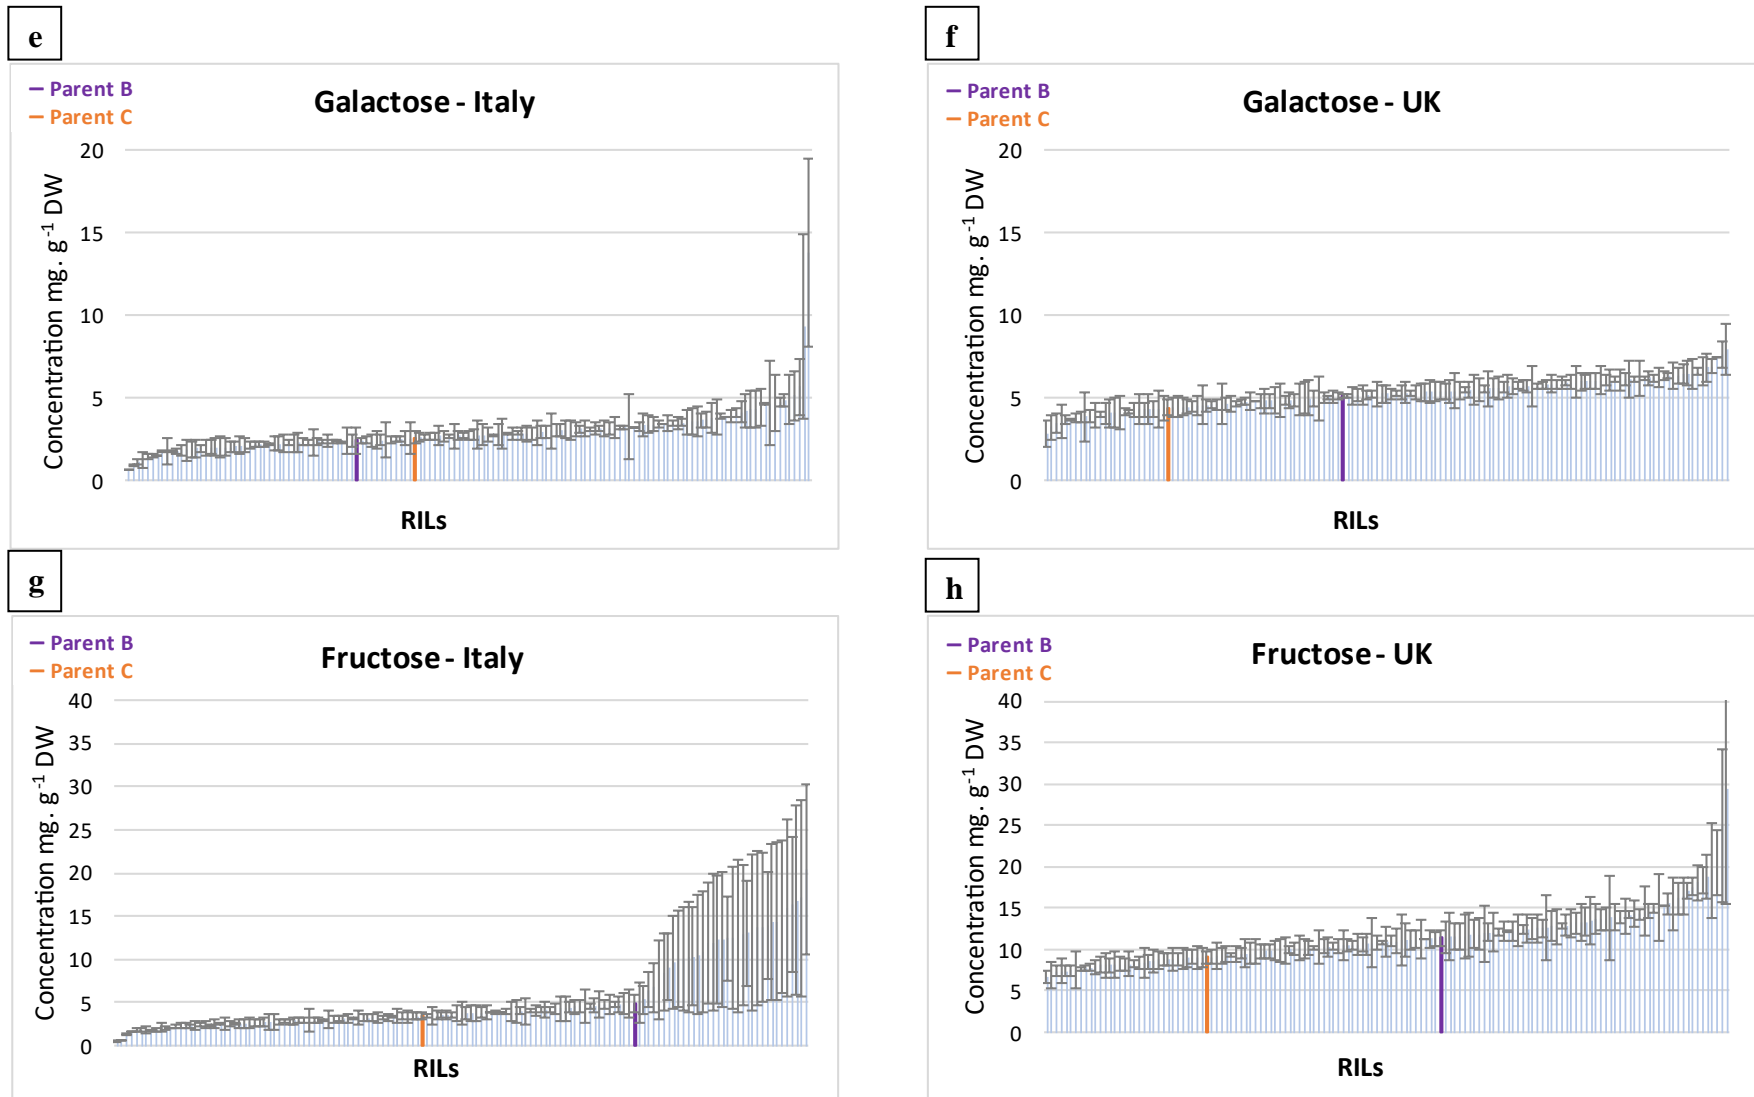 e
— Parent B
— Parent C
Galactose - Italy
Concentration mg. g-1 DW
20
15
10
5
0
RILs
f
— Parent B
— Parent C
Galactose - UK
Concentration mg. g-1 DW
20
15
10
5
0
RILs
g
— Parent B
— Parent C
Fructose - Italy
Concentration mg. g-1 DW
40
35
30
25
20
15
10
5
0
RILs
h
— Parent B
— Parent C
Fructose - UK
Concentration mg. g-1 DW
40
35
30
25
20
15
10
5
0
RILs